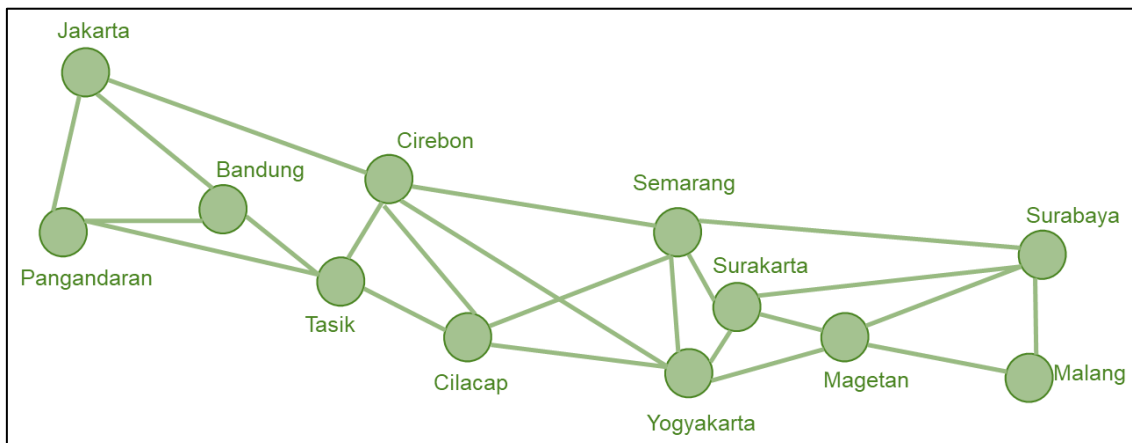 Jakarta
Cirebon
Bandung
Semarang
Surabaya
Pangandaran
Surakarta
Tasik
Cilacap
Magetan
Malang
Yogyakarta